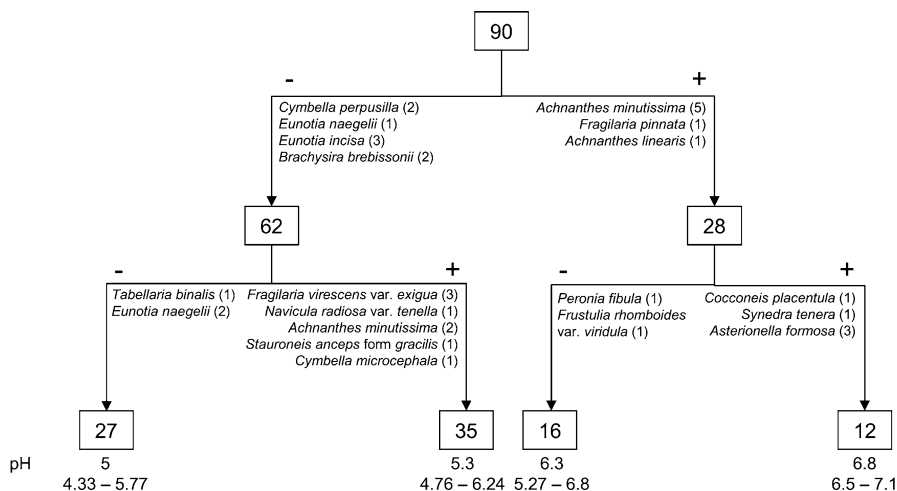 90
-
+
Cymbella perpusilla (2)
Eunotia naegelii (1)
Eunotia incisa (3)
Brachysira brebissonii (2)
Achnanthes minutissima (5)
Fragilaria pinnata (1)
Achnanthes linearis (1)
62
28
-
+
Tabellaria binalis (1)
Eunotia naegelii (2)
Fragilaria virescens var. exigua (3)
Navicula radiosa var. tenella (1)
Achnanthes minutissima (2)
Stauroneis anceps form gracilis (1)
Cymbella microcephala (1)
-
+
Peronia fibula (1)
Frustulia rhomboides
var. viridula (1)
Cocconeis placentula (1)
Synedra tenera (1)
Asterionella formosa (3)
27
35
16
12
pH 5 5.3 6.3 6.8
4.33 – 5.77 4.76 – 6.24 5.27 – 6.8 6.5 – 7.1